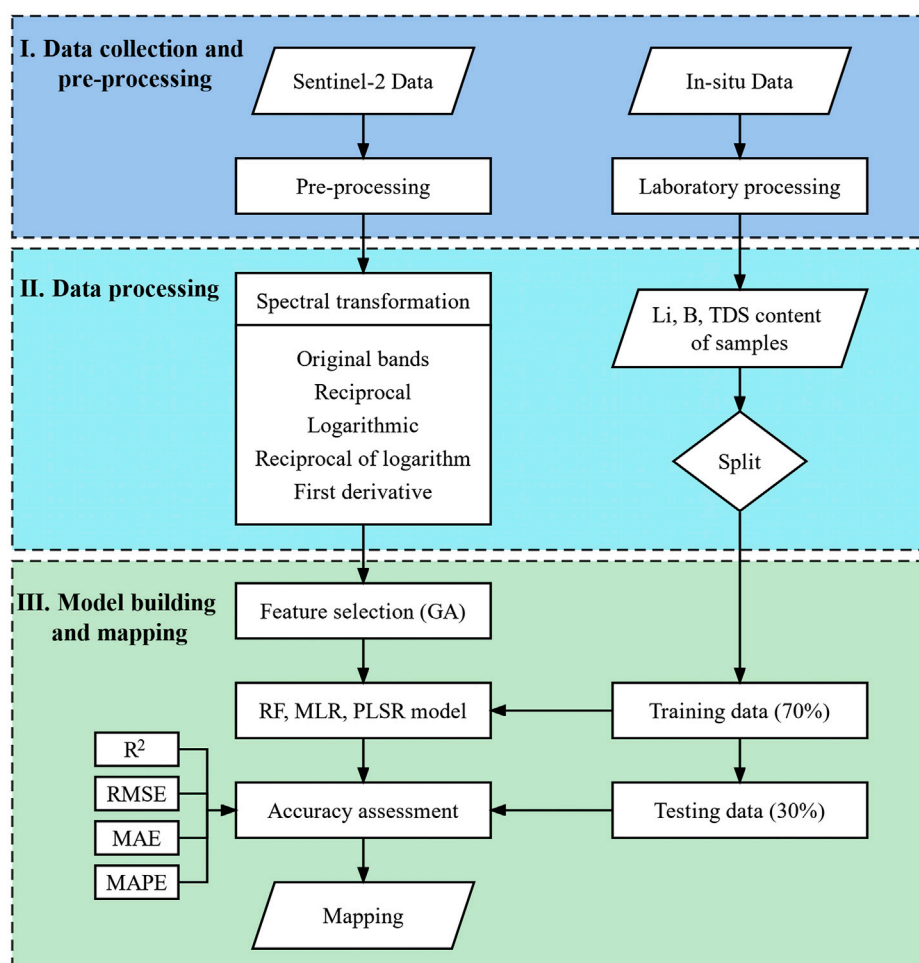 I. Data collection and
pre-processing
Sentinel-2 Data
In-situ Data
Pre-processing
Laboratory processing
II. Data processing
Spectral transformation
Original bands
Reciprocal
Logarithmic
Reciprocal of logarithm
First derivative
Li, B, TDS content
of samples
Split
III. Model building
and mapping
Feature selection (GA)
RF, MLR, PLSR model
Training data (70%)
R²
RMSE
MAE
MAPE
Accuracy assessment
Testing data (30%)
Mapping